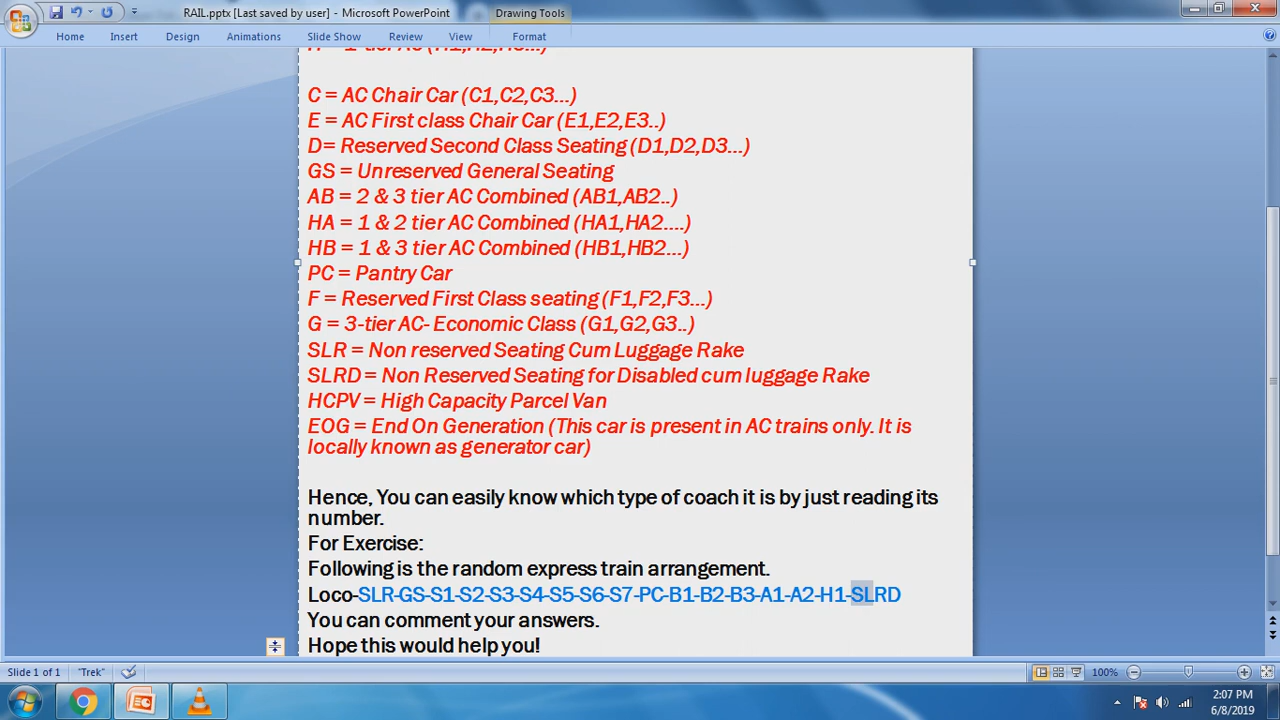 RAIL.pptx [Last saved by user] - Microsoft PowerPoint
Drawing Tools
Home Insert Design Animations Slide Show Review View Format
C = AC Chair Car (C1,C2,C3...)
E = AC First class Chair Car (E1,E2,E3..)
D= Reserved Second Class Seating (D1,D2,D3...)
GS = Unreserved General Seating
AB = 2 & 3 tier AC Combined (AB1,AB2..)
HA = 1 & 2 tier AC Combined (HA1,HA2....)
HB = 1 & 3 tier AC Combined (HB1,HB2...)
PC = Pantry Car
F = Reserved First Class seating (F1,F2,F3...)
G = 3-tier AC- Economic Class (G1,G2,G3..)
SLR = Non reserved Seating Cum Luggage Rake
SLRD = Non Reserved Seating for Disabled cum luggage Rake
HCPV = High Capacity Parcel Van
EOG = End On Generation (This car is present in AC trains only. It is
locally known as generator car)
Hence, You can easily know which type of coach it is by just reading its
number.
For Exercise:
Following is the random express train arrangement.
Loco-SLR-GS-S1-S2-S3-S4-S5-S6-S7-PC-B1-B2-B3-A1-A2-H1-SLRD
You can comment your answers.
Hope this would help you!
Slide 1 of 1 "Trek" 100%
2:07 PM
6/8/2019